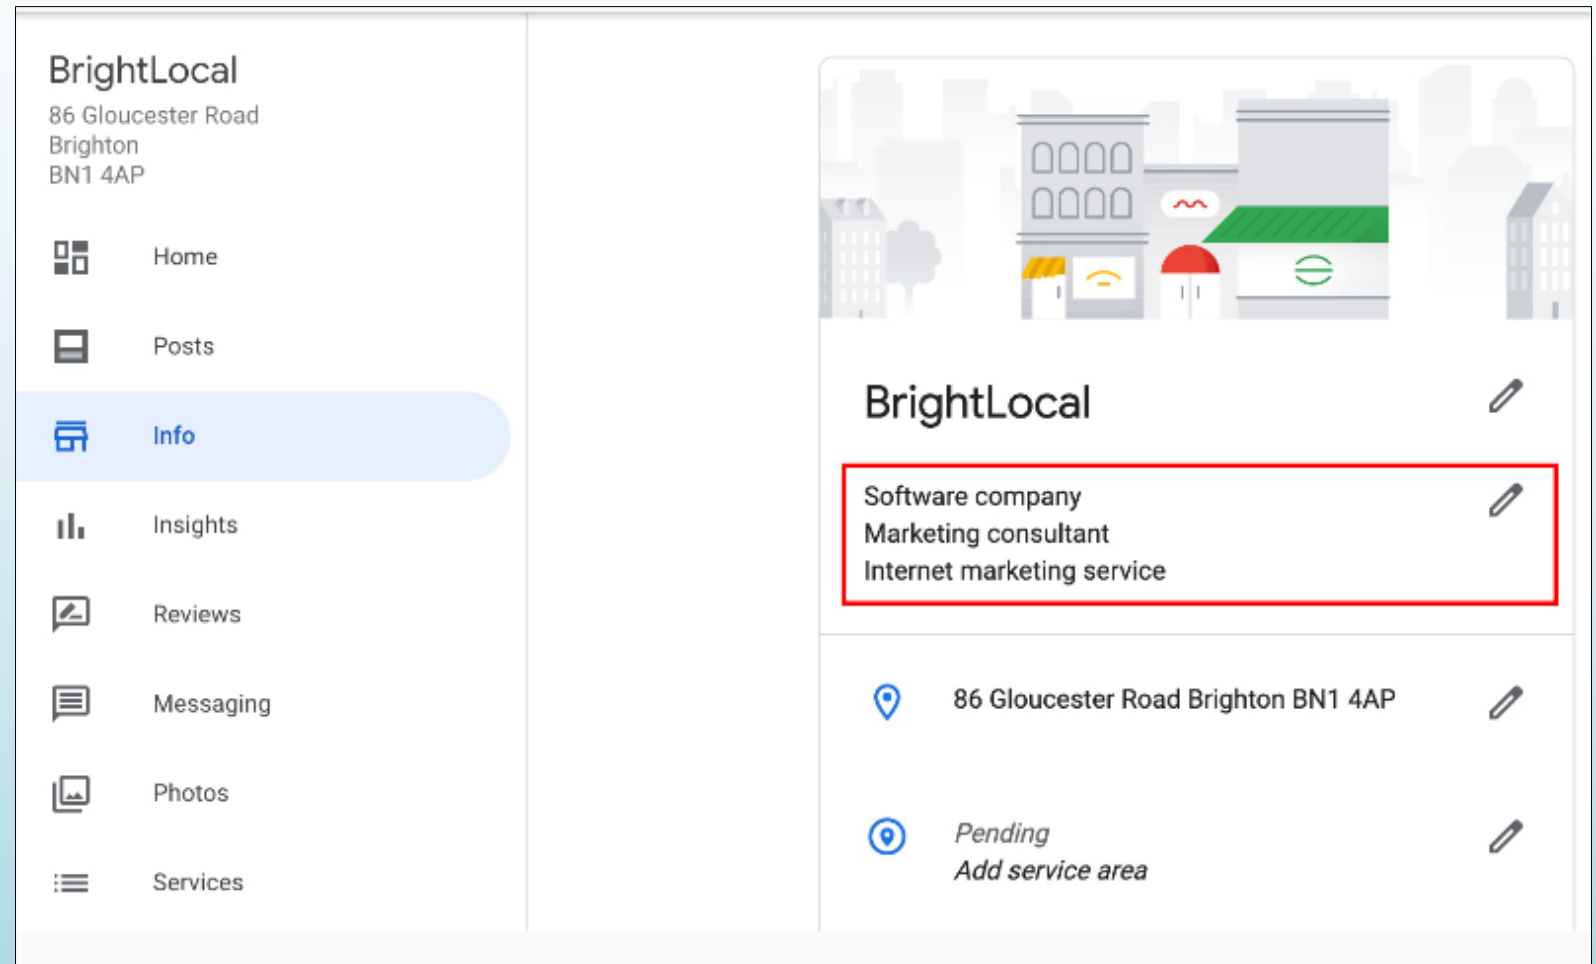 BrightLocal
86 Gloucester Road
Brighton
BN1 4AP
Home
Posts
Info
Insights
Reviews
Messaging
Photos
Services
BrightLocal
Software company
Marketing consultant
Internet marketing service
86 Gloucester Road Brighton BN1 4AP
Pending
Add service area